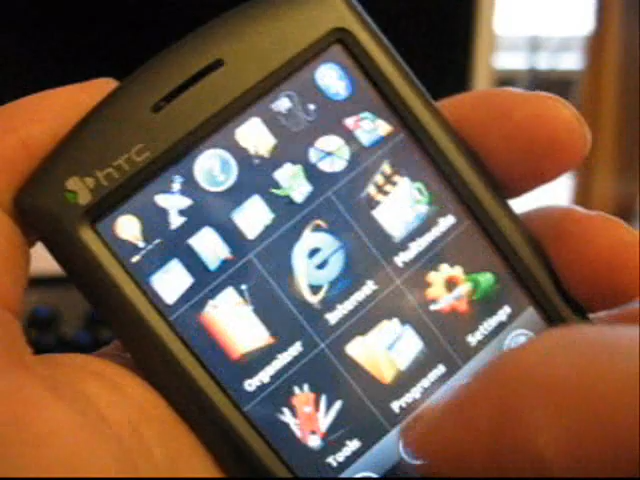 hTC
Organizer
Internet
Multimedia
Tools
Programs
Settings